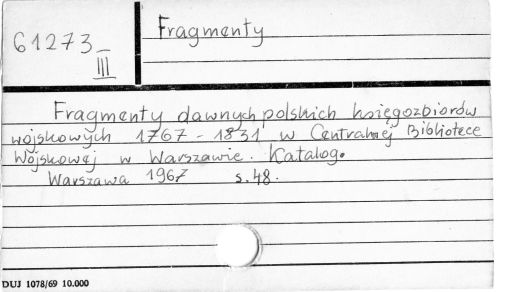 61273
III
Fragmenty
Fragmenty dawnych polskich księgozbiorów
wojskowych 1767 - 1831 w Centralnej Bibliotece
Wojskowej w Warszawie. Katalog.
Warszawa 1967 s. 48.
DUJ 1078/69 10.000